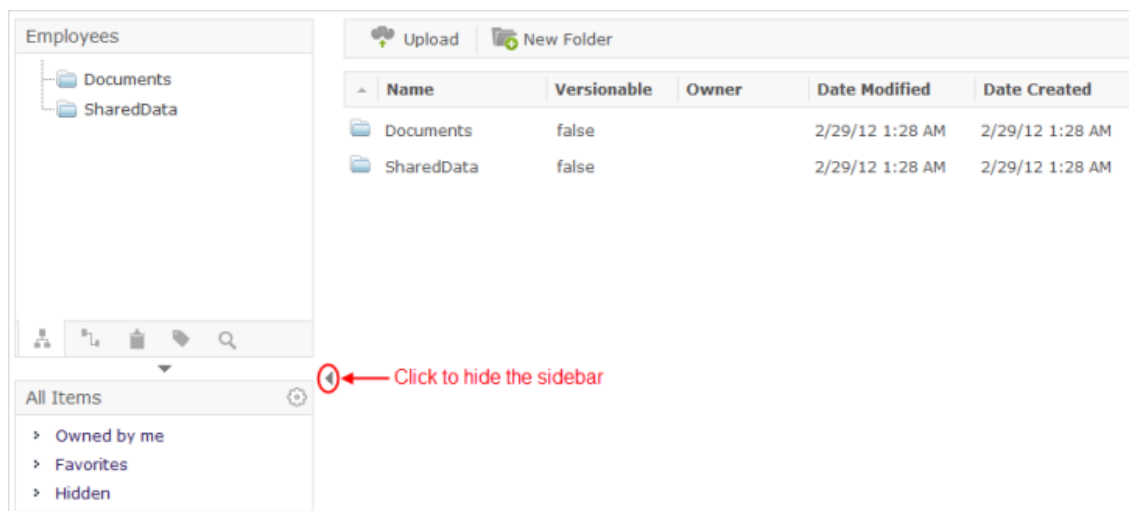 Employees
Documents
SharedData
Upload New Folder
Name Versionable Owner Date Modified Date Created
Documents false 2/29/12 1:28 AM 2/29/12 1:28 AM
SharedData false 2/29/12 1:28 AM 2/29/12 1:28 AM
Click to hide the sidebar
All Items
Owned by me
Favorites
Hidden